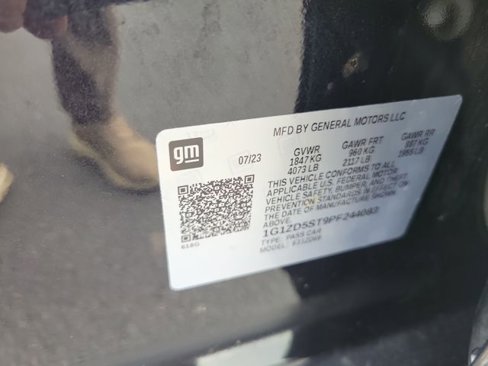 MFD BY GENERAL MOTORS LLC
gm
07/23
GVWR GAWR FRT GAWR RR
1847 KG 960 KG 887 KG
4073 LB 2117 LB 1955 LB
THIS VEHICLE CONFORMS TO ALL
APPLICABLE U.S. FEDERAL MOTOR
VEHICLE SAFETY, BUMPER, AND THEFT
PREVENTION STANDARDS IN EFFECT ON
THE DATE OF MANUFACTURE SHOWN
ABOVE.
1G1ZD5ST9PF244083
TYPE: PASS CAR
MODEL: